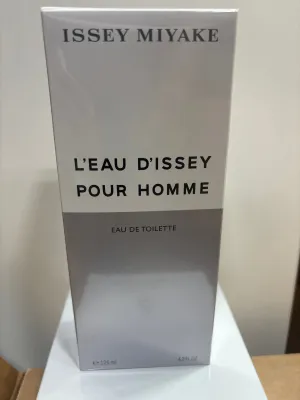 ISSEY MIYAKE
L'EAU D'ISSEY
POUR HOMME
EAU DE TOILETTE